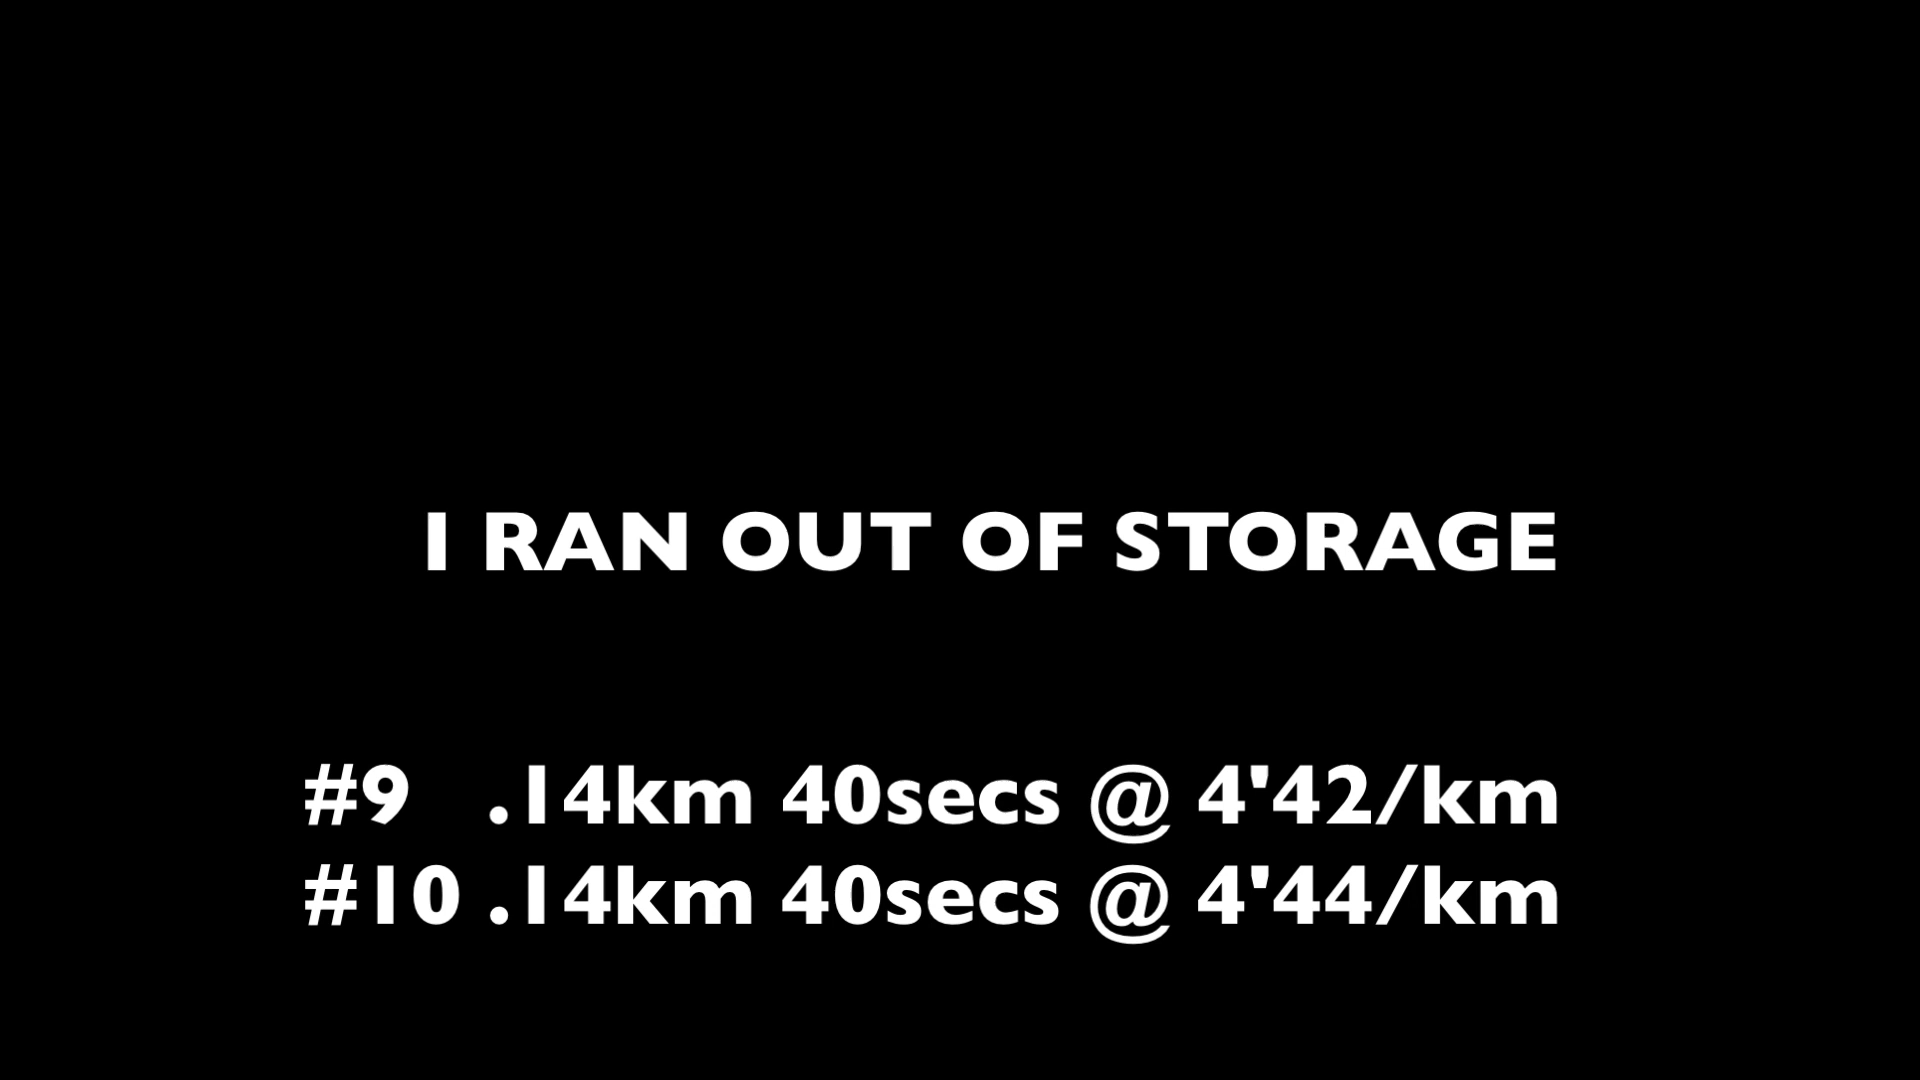 I RAN OUT OF STORAGE
#9 .14km 40secs @ 4'42/km
#10 .14km 40secs @ 4'44/km